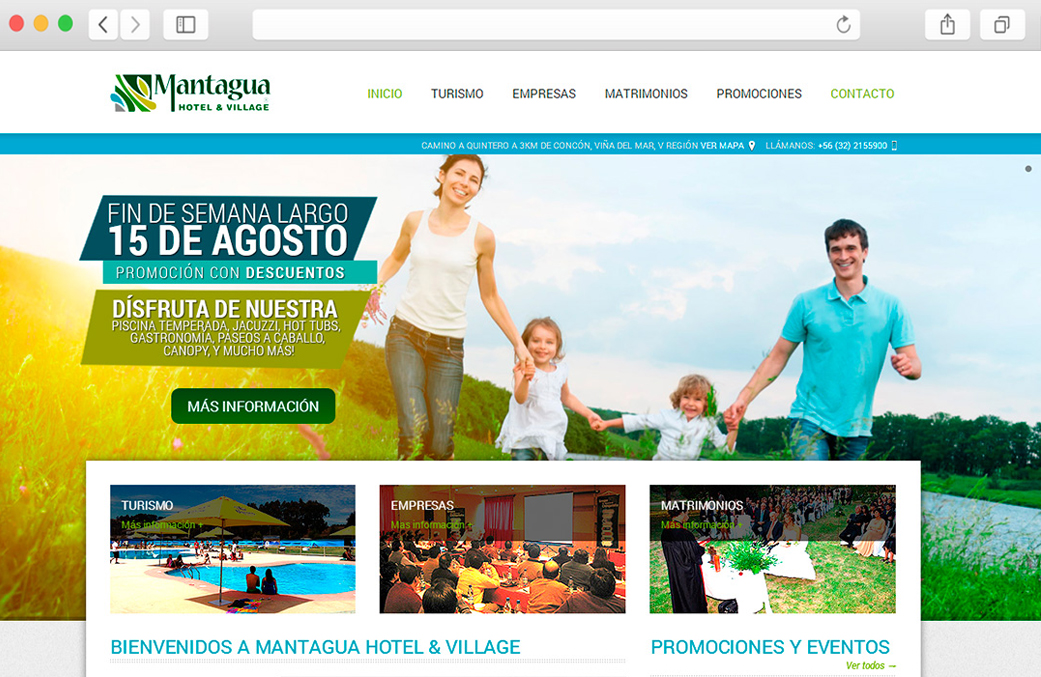 Mantagua
HOTEL & VILLAGE
INICIO TURISMO EMPRESAS MATRIMONIOS PROMOCIONES CONTACTO
CAMINO A QUINTERO A 3KM DE CONCÓN, VIÑA DEL MAR, V REGIÓN VER MAPA LLÁMANOS: +56 (32) 2155900
FIN DE SEMANA LARGO
15 DE AGOSTO
PROMOCIÓN CON DESCUENTOS
DÍSFRUTA DE NUESTRA
PISCINA TEMPERADA, JACUZZI, HOT TUBS,
GASTRONOMÍA, PASEOS A CABALLO,
CANOPY, Y MUCHO MÁS!
MÁS INFORMACIÓN
TURISMO
Más información +
EMPRESAS
Más información +
MATRIMONIOS
Más información +
BIENVENIDOS A MANTAGUA HOTEL & VILLAGE
PROMOCIONES Y EVENTOS
Ver todos →